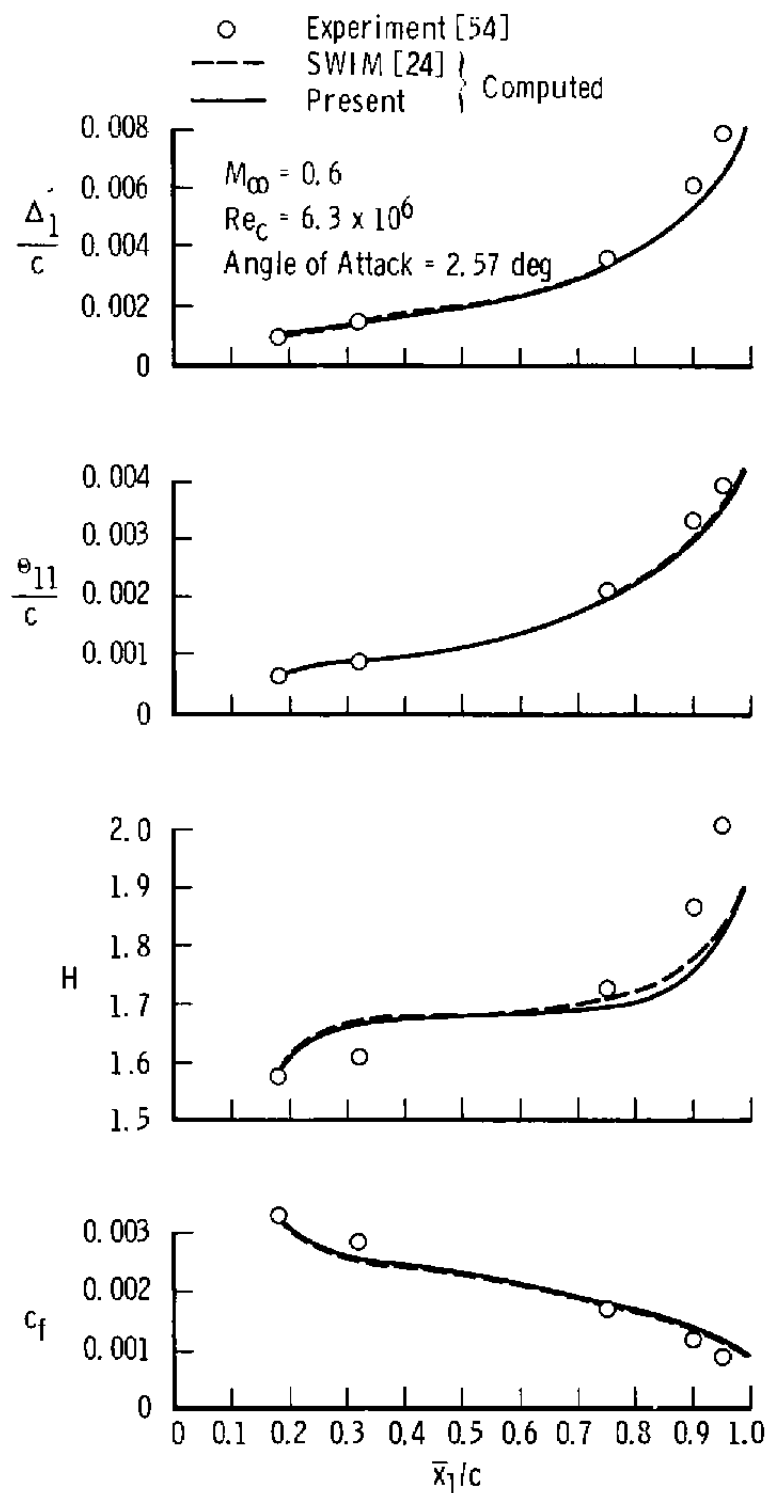 Experiment [54]
SWIM [24]
Present
Computed
0.008
0.006
0.004
0.002
0
Δ1
c
M∞ = 0.6
Rec = 6.3 x 10^6
Angle of Attack = 2.57 deg
0.004
0.003
0.002
0.001
0
Θ11
c
2.0
1.9
1.8
1.7
1.6
1.5
H
0.003
0.002
0.001
0
cf
0 0.1 0.2 0.3 0.4 0.5 0.6 0.7 0.8 0.9 1.0
x̅1/c